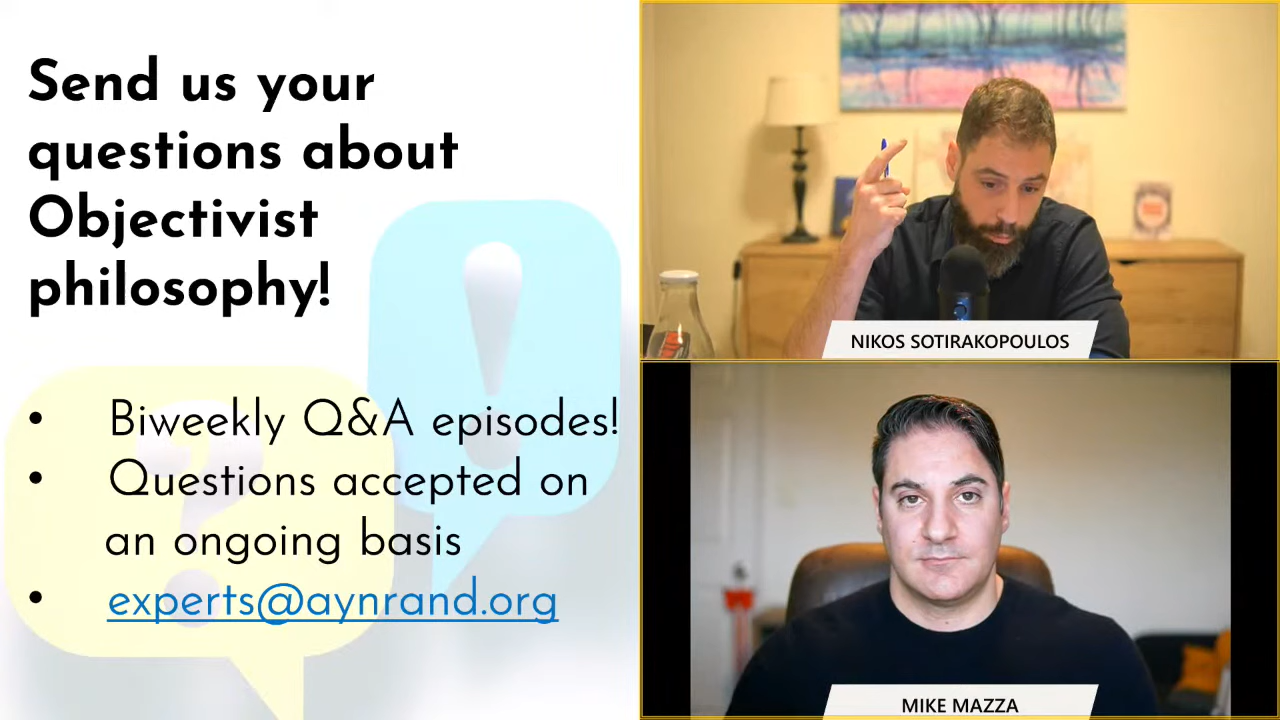 Send us your
questions about
Objectivist
philosophy!
• Biweekly Q&A episodes!
• Questions accepted on
an ongoing basis
• experts@aynrand.org
NIKOS SOTIRAKOPOULOS
MIKE MAZZA